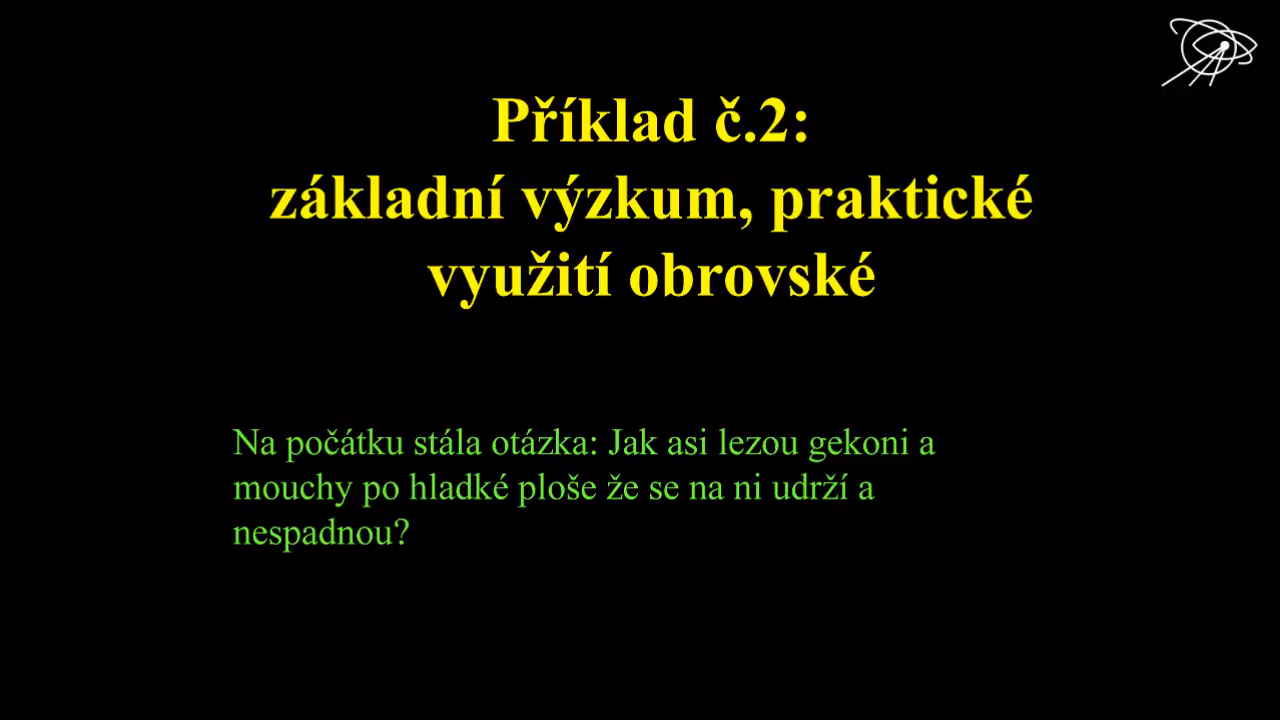 Příklad č.2:
základní výzkum, praktické
využití obrovské
Na počátku stála otázka: Jak asi lezou gekoni a
mouchy po hladké ploše že se na ni udrží a
nespadnou?